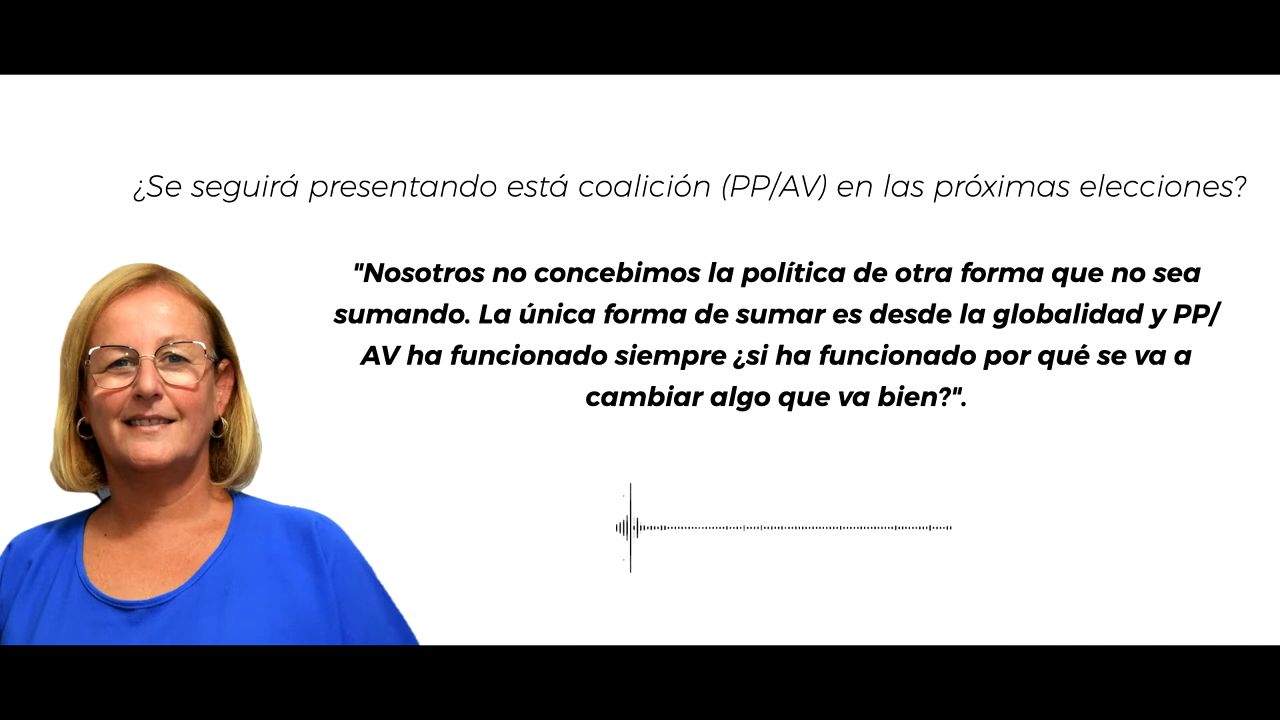 ¿Se seguirá presentando está coalición (PP/AV) en las próximas elecciones?
"Nosotros no concebimos la política de otra forma que no sea
sumando. La única forma de sumar es desde la globalidad y PP/
AV ha funcionado siempre ¿si ha funcionado por qué se va a
cambiar algo que va bien?".